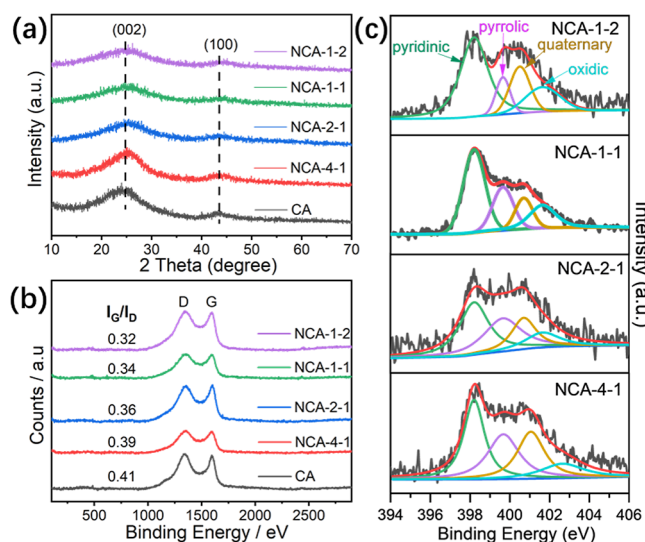 (a)
(002)
(100)
NCA-1-2
NCA-1-1
NCA-2-1
NCA-4-1
CA
Intensity (a.u.)
10 20 30 40 50 60 70
2 Theta (degree)
(b)
I_G/I_D
D G
0.32
NCA-1-2
0.34
NCA-1-1
0.36
NCA-2-1
0.39
NCA-4-1
0.41
CA
Counts / a.u
500 1000 1500 2000 2500
Binding Energy / eV
(c)
NCA-1-2
pyrrolic
pyridinic
quaternary
oxidic
NCA-1-1
NCA-2-1
NCA-4-1
Intensity (a.u.)
394 396 398 400 402 404 406
Binding Energy (eV)